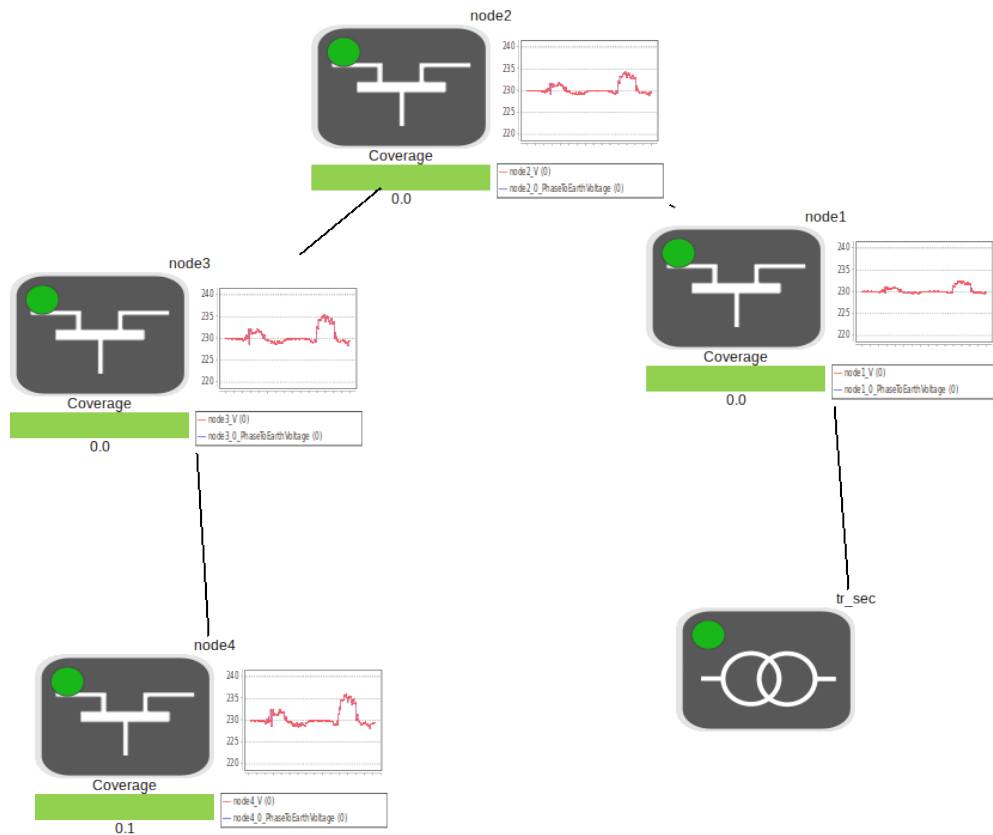 node2
240
235
230
225
220
Coverage
0.0
node2_V (0)
node2_0_PhaseToEarthVoltage (0)
node1
240
235
230
225
220
Coverage
0.0
node1_V (0)
node1_0_PhaseToEarthVoltage (0)
node3
240
235
230
225
220
Coverage
0.0
node3_V (0)
node3_0_PhaseToEarthVoltage (0)
tr_sec
node4
240
235
230
225
220
Coverage
0.1
node4_V (0)
node4_0_PhaseToEarthVoltage (0)